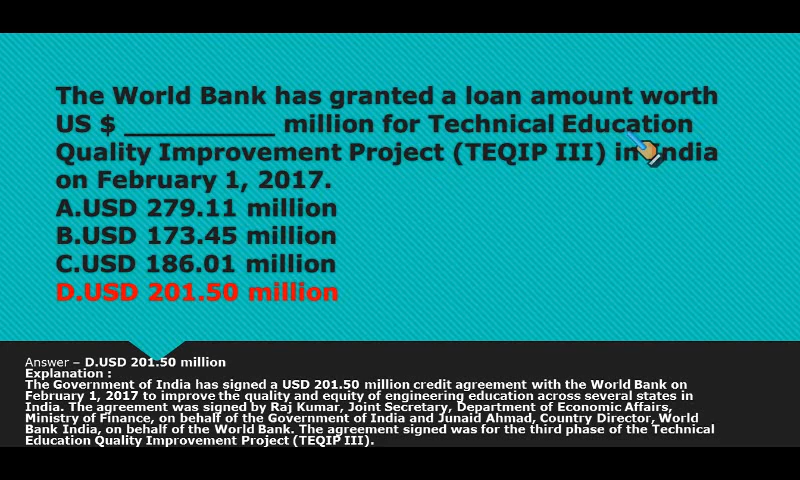 The World Bank has granted a loan amount worth
US $ __________ million for Technical Education
Quality Improvement Project (TEQIP III) in India
on February 1, 2017.
A.USD 279.11 million
B.USD 173.45 million
C.USD 186.01 million
D.USD 201.50 million
Answer – D.USD 201.50 million
Explanation :
The Government of India has signed a USD 201.50 million credit agreement with the World Bank on
February 1, 2017 to improve the quality and equity of engineering education across several states in
India. The agreement was signed by Raj Kumar, Joint Secretary, Department of Economic Affairs,
Ministry of Finance, on behalf of the Government of India and Junaid Ahmad, Country Director, World
Bank India, on behalf of the World Bank. The agreement signed was for the third phase of the Technical
Education Quality Improvement Project (TEQIP III).